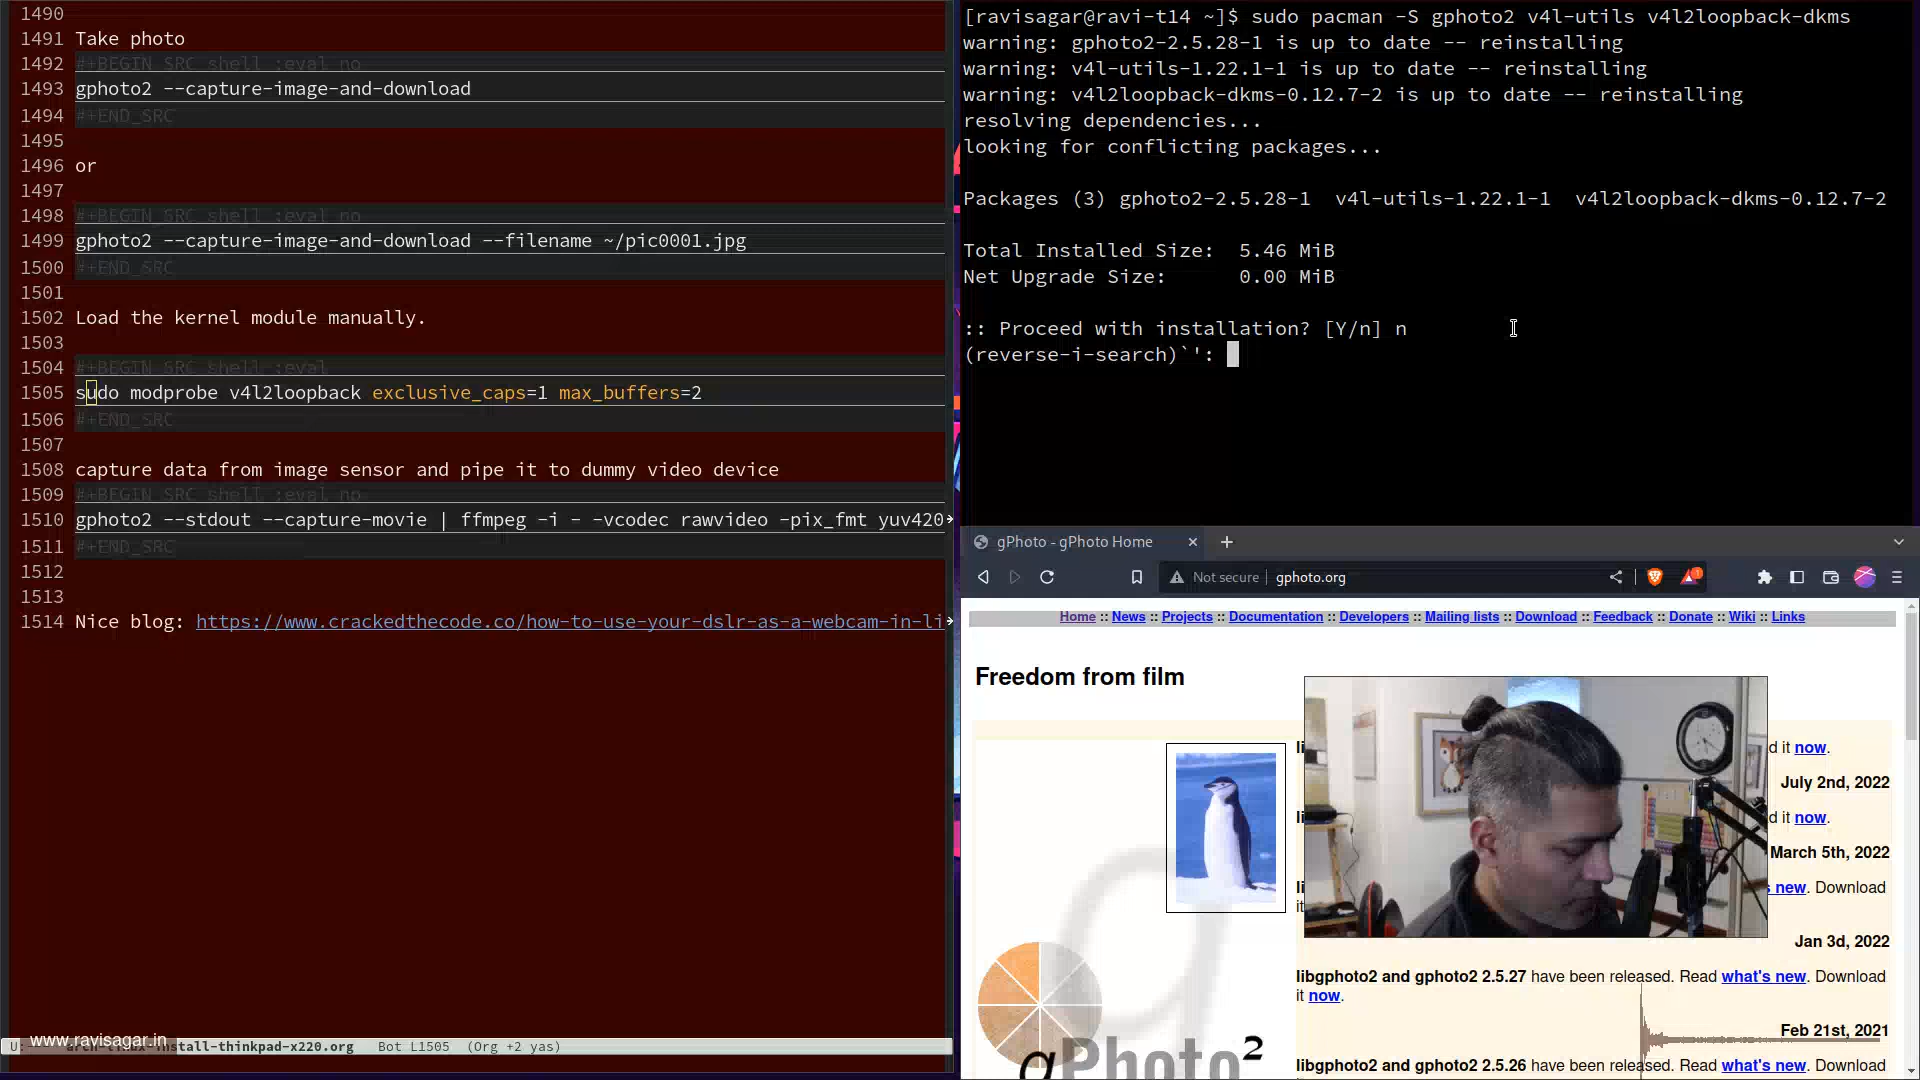 1490
1491 Take photo
1492 #+BEGIN_SRC shell :eval no
1493 gphoto2 --capture-image-and-download
1494 #+END_SRC
1495
1496 or
1497
1498 #+BEGIN_SRC shell :eval no
1499 gphoto2 --capture-image-and-download --filename ~/pic0001.jpg
1500 #+END_SRC
1501
1502 Load the kernel module manually.
1503
1504 #+BEGIN_SRC shell :eval
1505 sudo modprobe v4l2loopback exclusive_caps=1 max_buffers=2
1506 #+END_SRC
1507
1508 capture data from image sensor and pipe it to dummy video device
1509 #+BEGIN_SRC shell :eval no
1510 gphoto2 --stdout --capture-movie | ffmpeg -i - -vcodec rawvideo -pix_fmt yuv420
1511 #+END_SRC
1512
1513
1514 Nice blog: https://www.crackedthecode.co/how-to-use-your-dslr-as-a-webcam-in-li
www.ravisagar.in
U: install-thinkpad-x220.org Bot L1505 (Org +2 yas)
[ravisagar@ravi-t14 ~]$ sudo pacman -S gphoto2 v4l-utils v4l2loopback-dkms
warning: gphoto2-2.5.28-1 is up to date -- reinstalling
warning: v4l-utils-1.22.1-1 is up to date -- reinstalling
warning: v4l2loopback-dkms-0.12.7-2 is up to date -- reinstalling
resolving dependencies...
looking for conflicting packages...
Packages (3) gphoto2-2.5.28-1 v4l-utils-1.22.1-1 v4l2loopback-dkms-0.12.7-2
Total Installed Size: 5.46 MiB
Net Upgrade Size: 0.00 MiB
:: Proceed with installation? [Y/n] n
(reverse-i-search)`':
gPhoto - gPhoto Home
Not secure | gphoto.org
1
Home :: News :: Projects :: Documentation :: Developers :: Mailing lists :: Download :: Feedback :: Donate :: Wiki :: Links
Freedom from film
li d it now.
July 2nd, 2022
li d it now.
March 5th, 2022
li s new. Download
it
Jan 3d, 2022
libgphoto2 and gphoto2 2.5.27 have been released. Read what's new. Download
it now.
Feb 21st, 2021
libgphoto2 and gphoto2 2.5.26 have been released. Read what's new. Download
gPhoto2